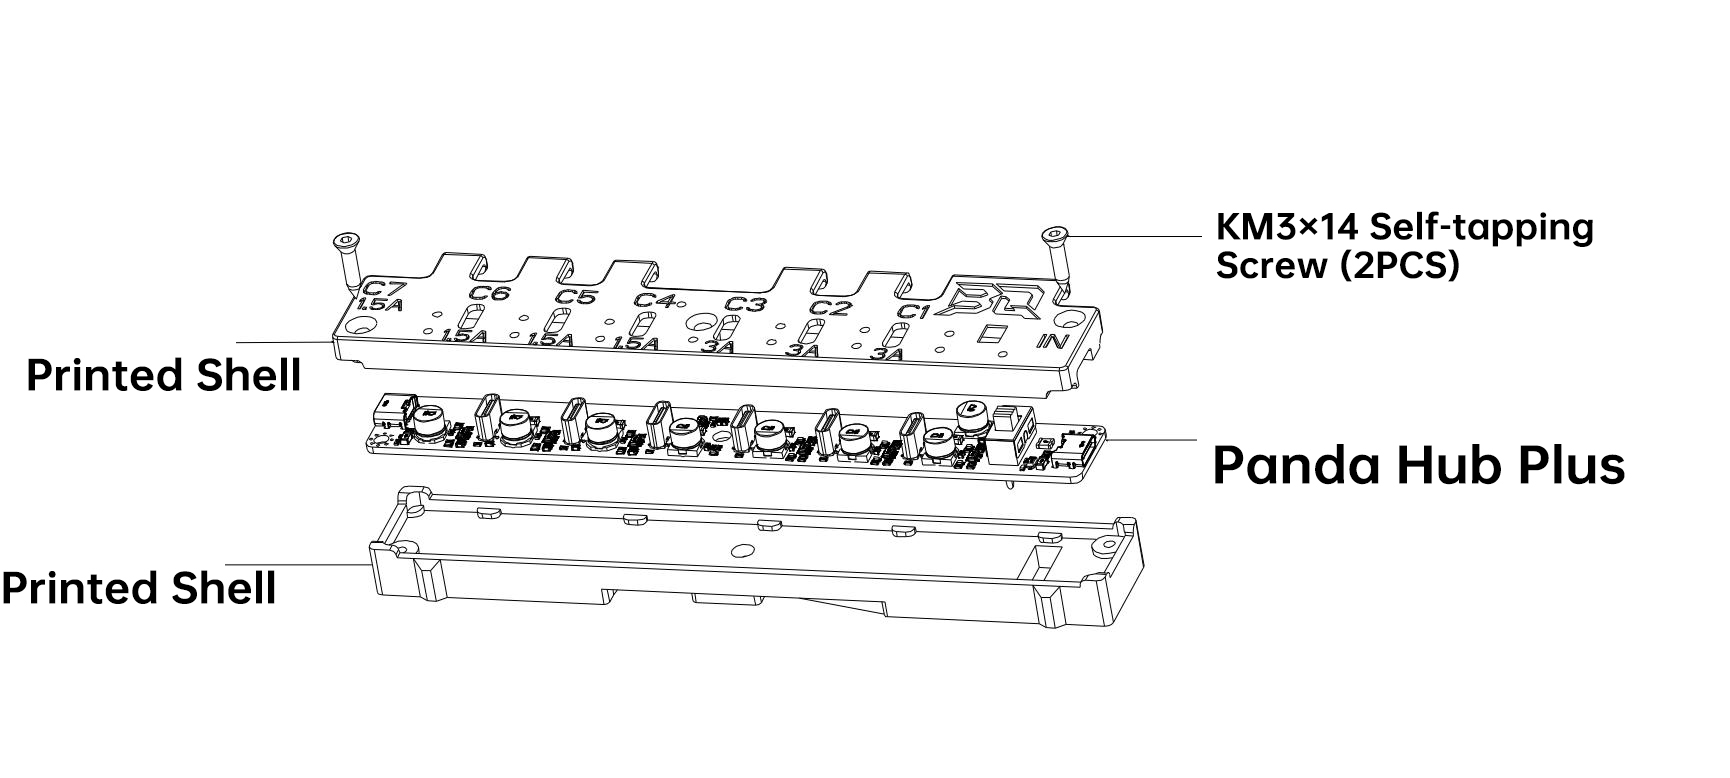 KM3×14 Self-tapping
Screw (2PCS)
C7
1.5A
C6
1.5A
C5
1.5A
C4
1.5A
C3
3A
C2
3A
C1
3A
BQ
IN
Printed Shell
Panda Hub Plus
Printed Shell